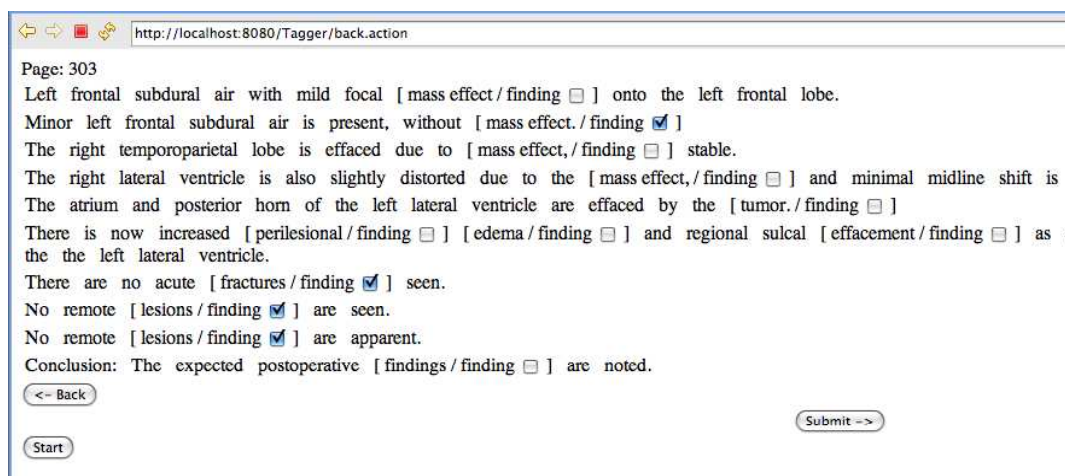 http://localhost:8080/Tagger/back.action
Page: 303
Left frontal subdural air with mild focal [ mass effect / finding ] onto the left frontal lobe.
Minor left frontal subdural air is present, without [ mass effect. / finding ]
The right temporoparietal lobe is effaced due to [ mass effect, / finding ] stable.
The right lateral ventricle is also slightly distorted due to the [ mass effect, / finding ] and minimal midline shift is
The atrium and posterior horn of the left lateral ventricle are effaced by the [ tumor. / finding ]
There is now increased [ perilesional / finding ] [ edema / finding ] and regional sulcal [ effacement / finding ] as
the the left lateral ventricle.
There are no acute [ fractures / finding ] seen.
No remote [ lesions / finding ] are seen.
No remote [ lesions / finding ] are apparent.
Conclusion: The expected postoperative [ findings / finding ] are noted.
<- Back
Submit ->
Start